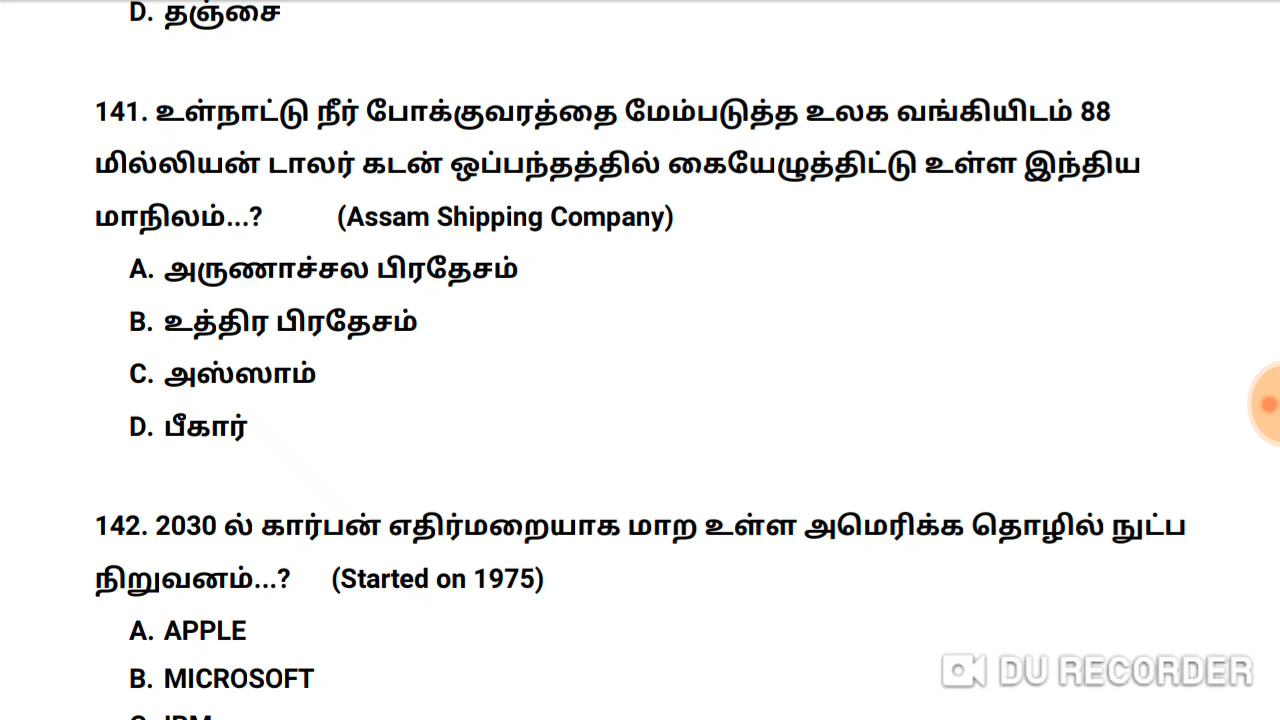 D. தஞ்சை
141. உள்நாட்டு நீர் போக்குவரத்தை மேம்படுத்த உலக வங்கியிடம் 88
மில்லியன் டாலர் கடன் ஒப்பந்தத்தில் கையேழுத்திட்டு உள்ள இந்திய
மாநிலம்...? (Assam Shipping Company)
A. அருணாச்சல பிரதேசம்
B. உத்திர பிரதேசம்
C. அஸ்ஸாம்
D. பீகார்
142. 2030 ல் கார்பன் எதிர்மறையாக மாற உள்ள அமெரிக்க தொழில் நுட்ப
நிறுவனம்...? (Started on 1975)
A. APPLE
B. MICROSOFT
C. IBM
DU RECORDER